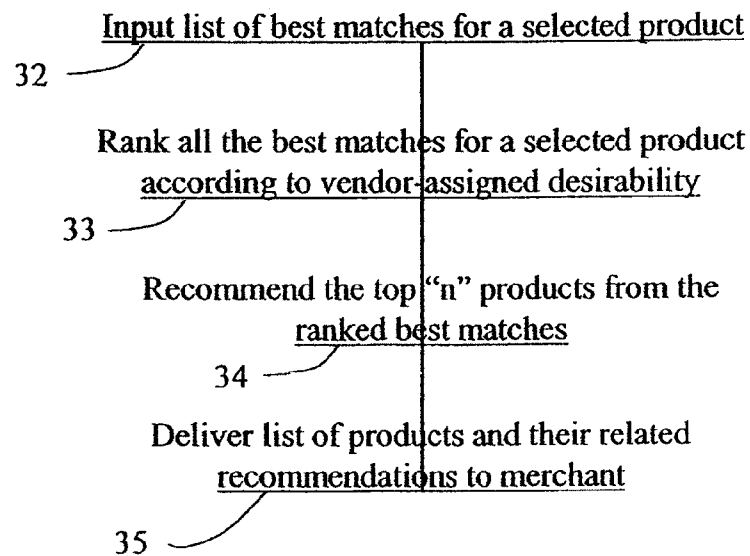 Input list of best matches for a selected product
32
Rank all the best matches for a selected product
according to vendor-assigned desirability
33
Recommend the top “n” products from the
ranked best matches
34
Deliver list of products and their related
recommendations to merchant
35